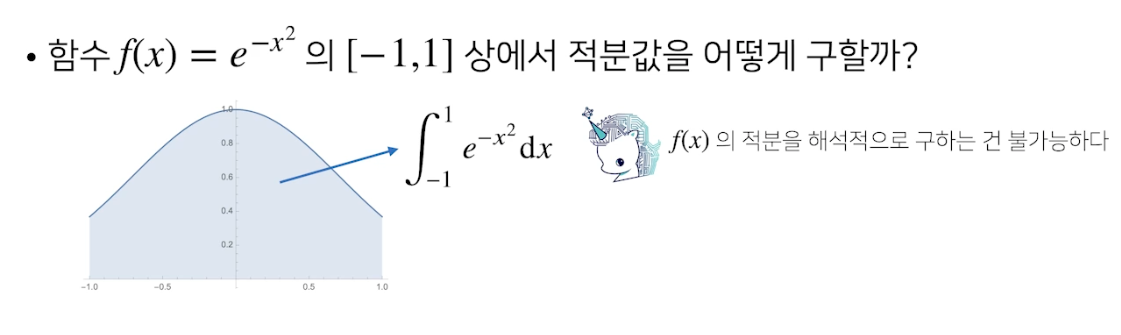 • 함수 f(x) = e^{-x^2} 의 [−1,1] 상에서 적분값을 어떻게 구할까?
∫_{-1}^{1} e^{-x^2} dx
f(x) 의 적분을 해석적으로 구하는 건 불가능하다
1.0
0.8
0.6
0.4
0.2
−1.0 −0.5 0.5 1.0